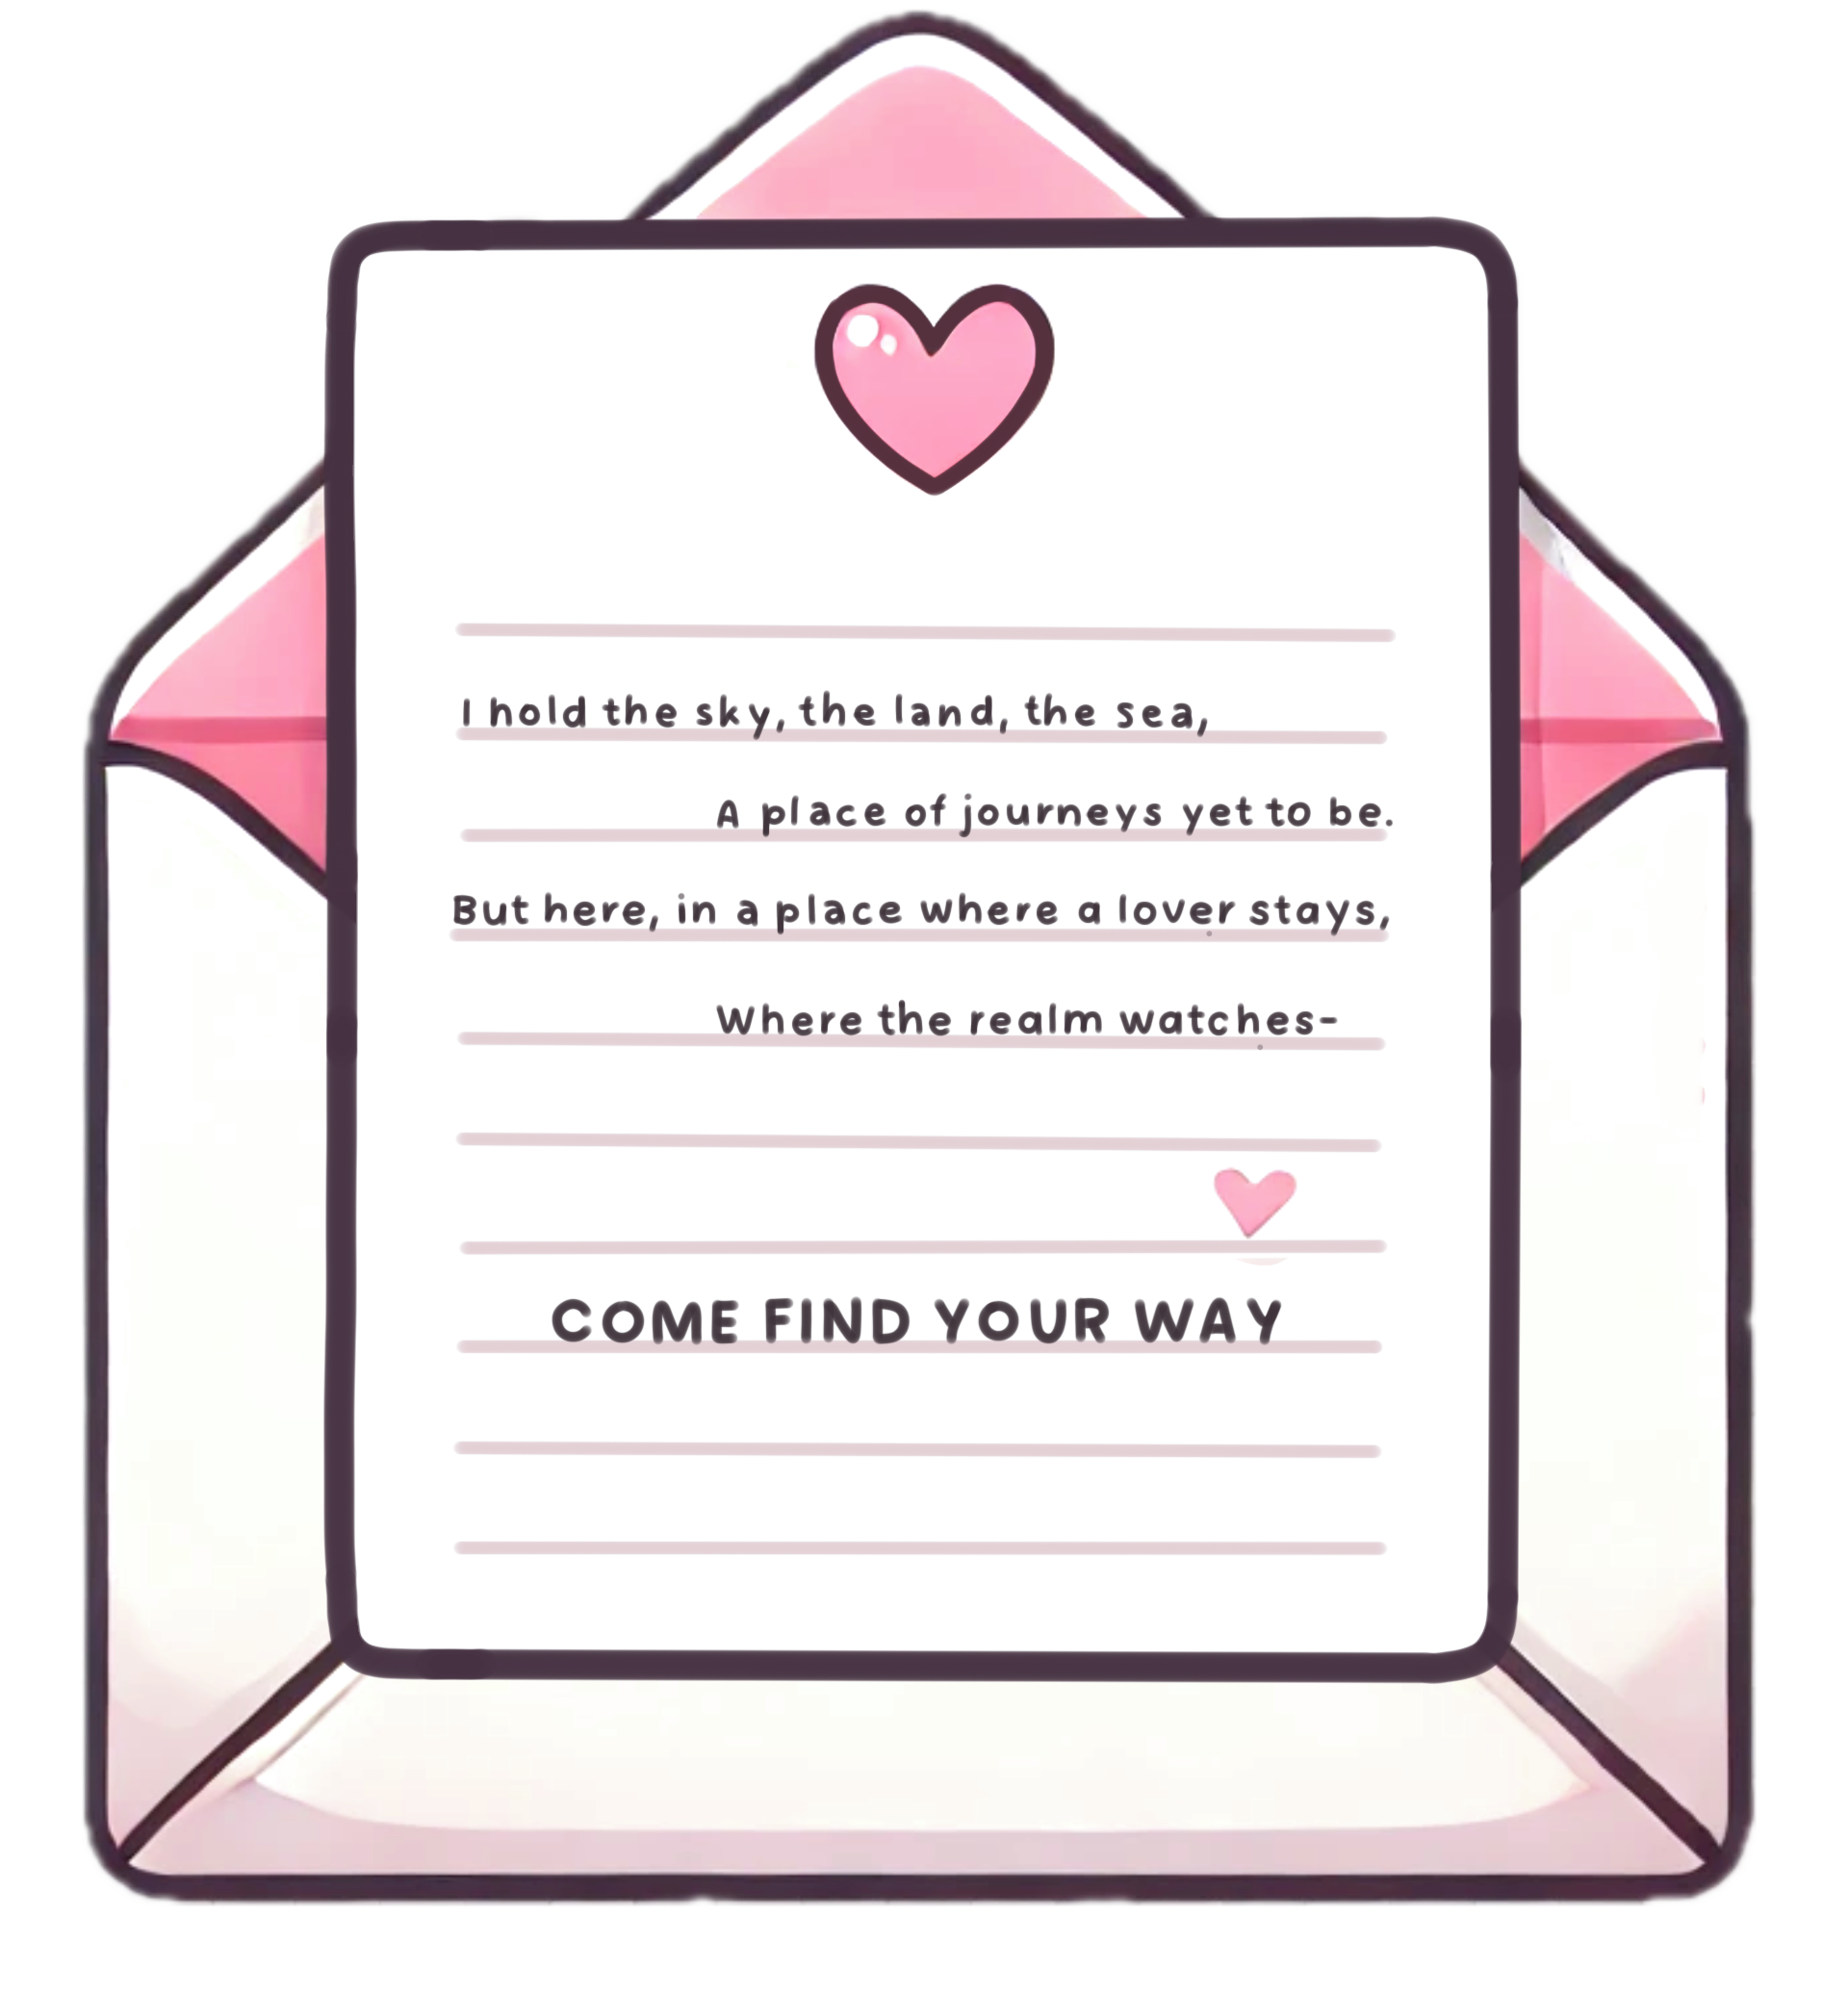 I hold the sky, the land, the sea,
A place of journeys yet to be.
But here, in a place where a lover stays,
Where the realm watches-
COME FIND YOUR WAY